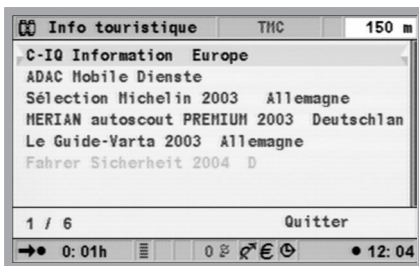 Info touristique TMC 150 m
C-IQ Information Europe
ADAC Mobile Dienste
Sélection Michelin 2003 Allemagne
MERIAN autoscout PREMIUM 2003 Deutschlan
Le Guide-Varta 2003 Allemagne
Fahrer Sicherheit 2004 D
1 / 6 Quitter
0:01h 0 € 12:04